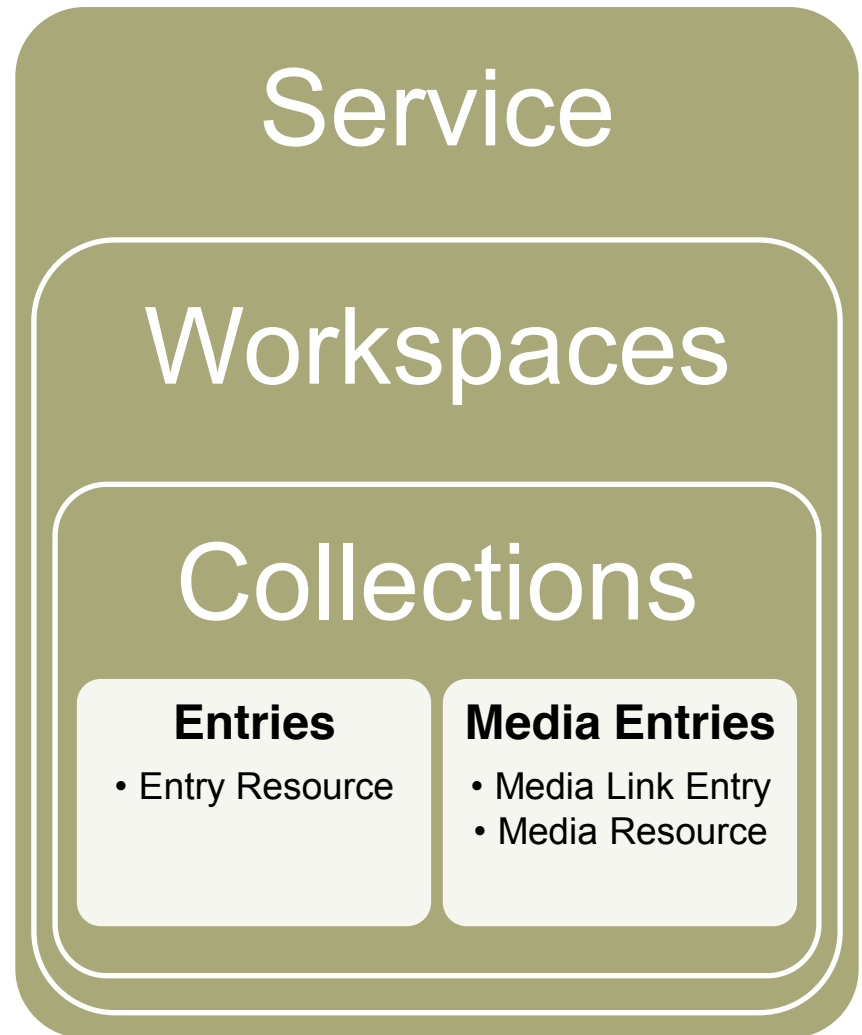 Service
Workspaces
Collections
Entries
• Entry Resource
Media Entries
• Media Link Entry
• Media Resource